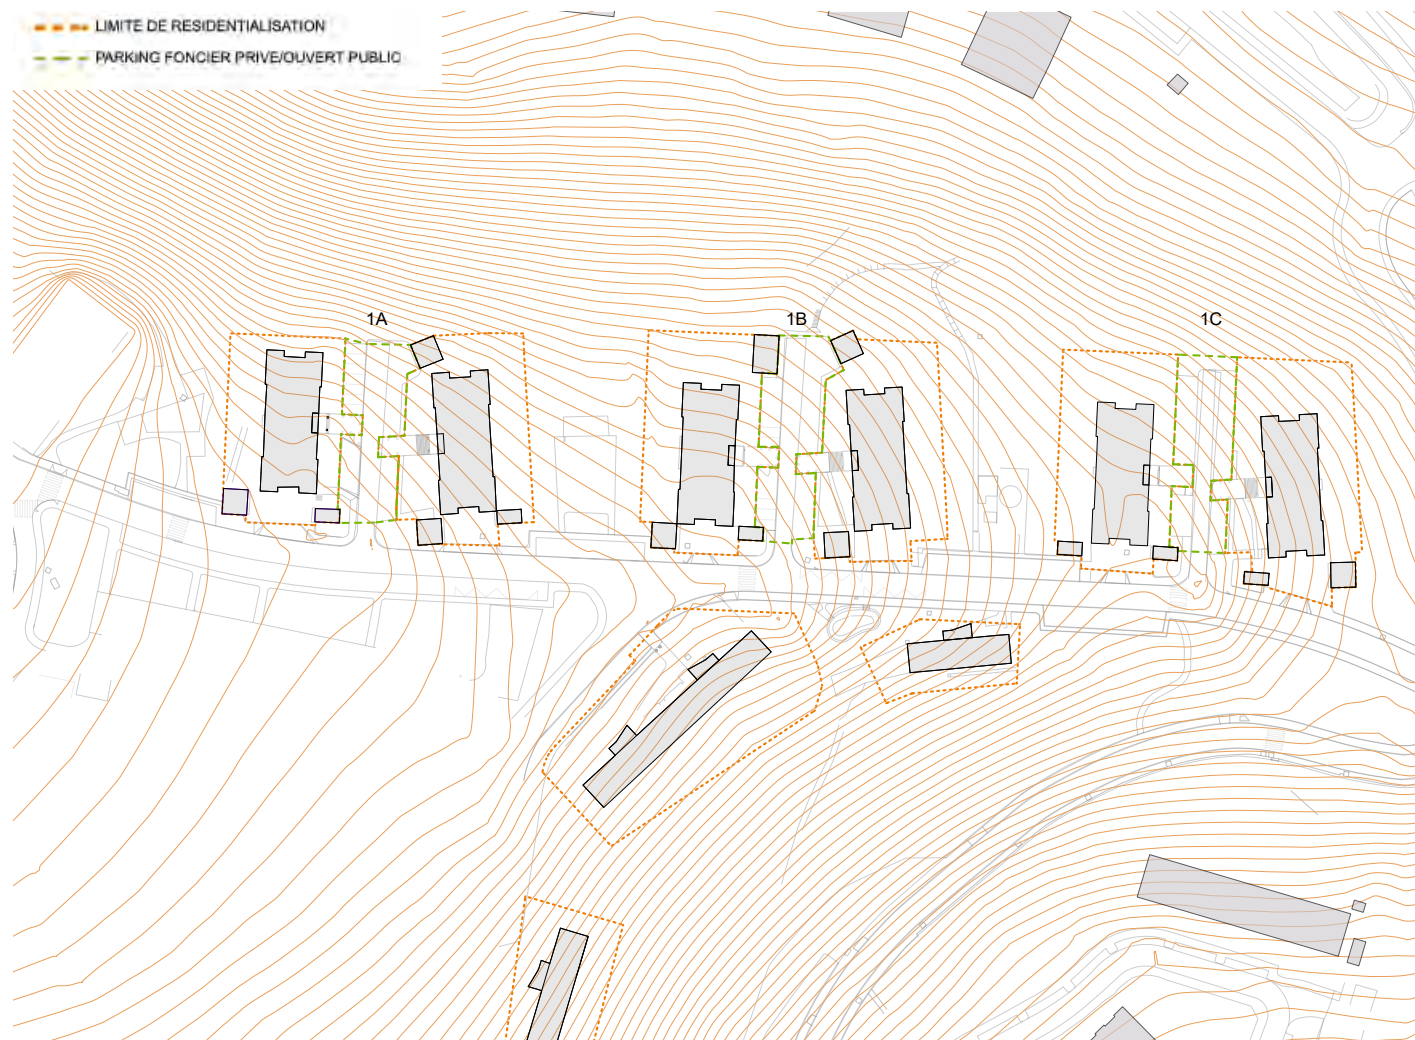 LIMITE DE RESIDENTIALISATION
PARKING FONCIER PRIVE/OUVERT PUBLIC
1A
1B
1C